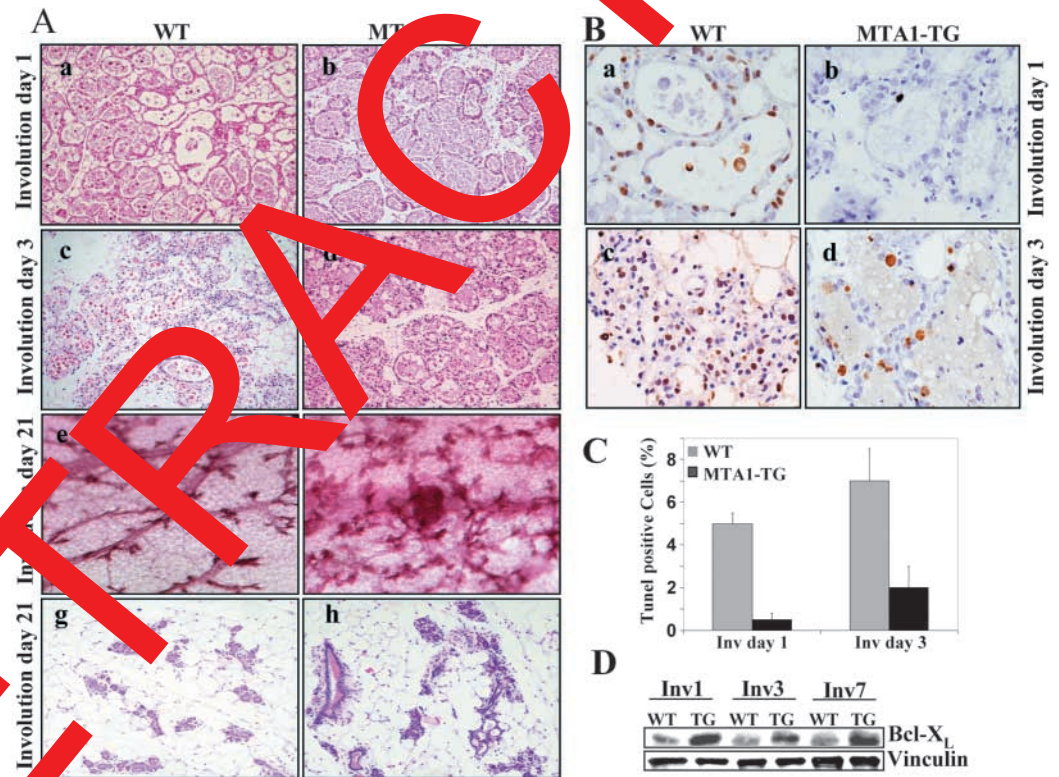 A
WT
MT
Involution day 1
a
b
Involution day 3
c
d
day 21
e
Involution day 21
g
h
B
WT
MTA1-TG
a
b
Involution day 1
c
d
Involution day 3
C
WT
MTA1-TG
Tunel positive Cells (%)
8
6
4
2
0
Inv day 1
Inv day 3
D
Inv1 Inv3 Inv7
WT TG WT TG WT TG
Bcl-XL
Vinculin
TRACT